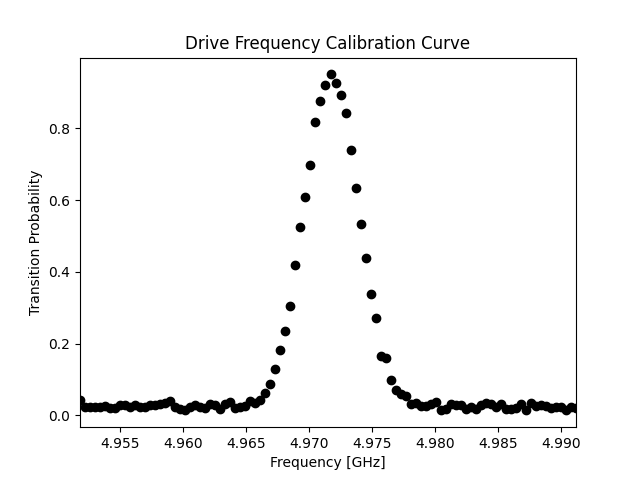 Drive Frequency Calibration Curve
Transition Probability
0.8
0.6
0.4
0.2
0.0
4.955 4.960 4.965 4.970 4.975 4.980 4.985 4.990
Frequency [GHz]